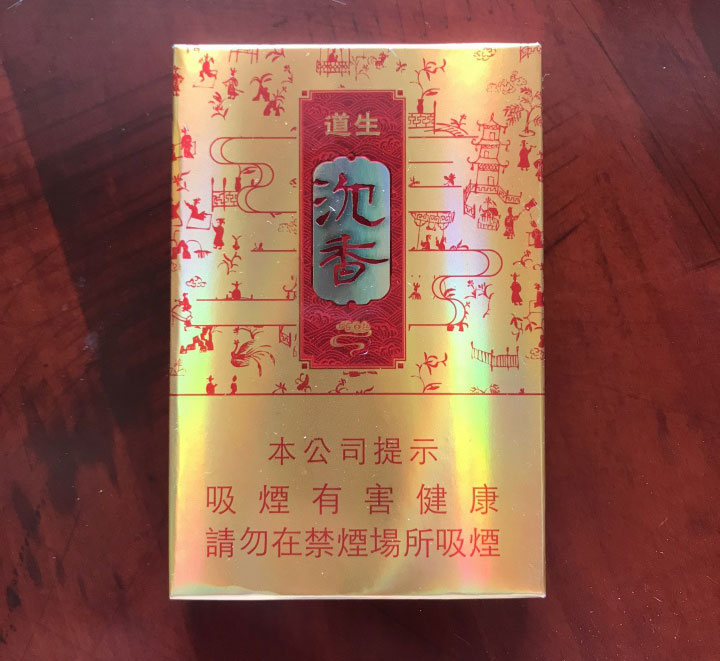 道生
沉香
本公司提示
吸煙有害健康
請勿在禁煙場所吸煙